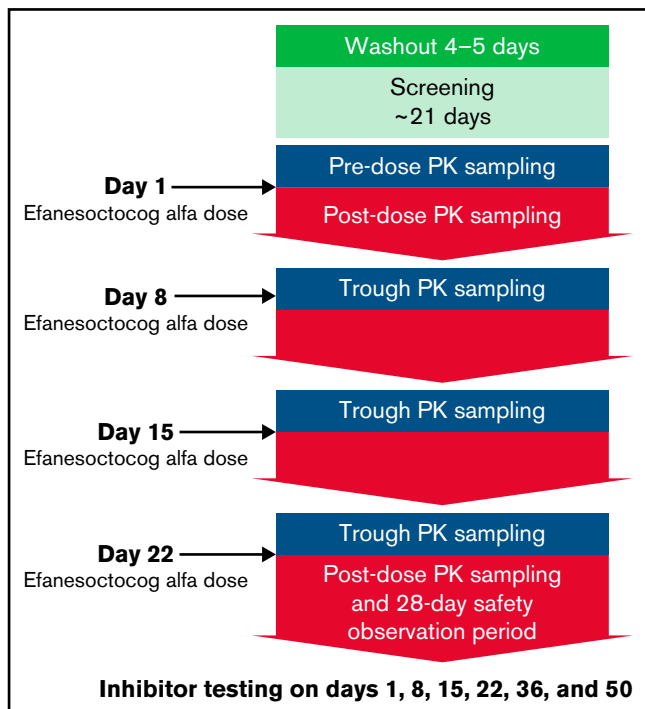 Washout 4–5 days
Screening
~21 days
Pre-dose PK sampling
Day 1
Efanesoctocog alfa dose
Post-dose PK sampling
Trough PK sampling
Day 8
Efanesoctocog alfa dose
Trough PK sampling
Day 15
Efanesoctocog alfa dose
Trough PK sampling
Day 22
Efanesoctocog alfa dose
Post-dose PK sampling
and 28-day safety
observation period
Inhibitor testing on days 1, 8, 15, 22, 36, and 50